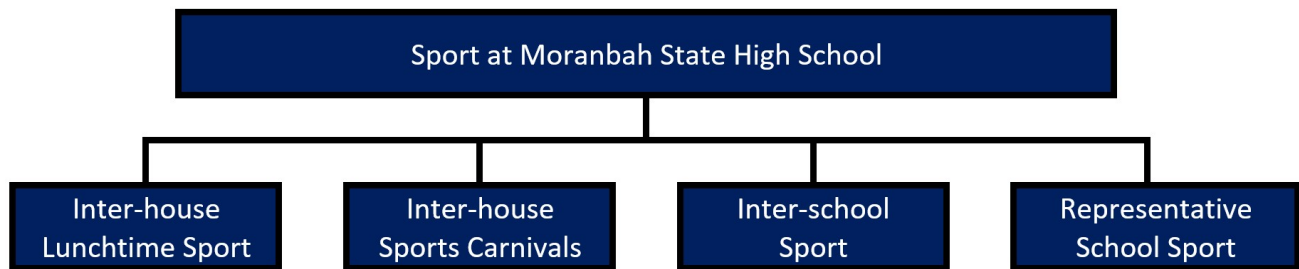 Sport at Moranbah State High School
Inter-house
Lunchtime Sport
Inter-house
Sports Carnivals
Inter-school
Sport
Representative
School Sport